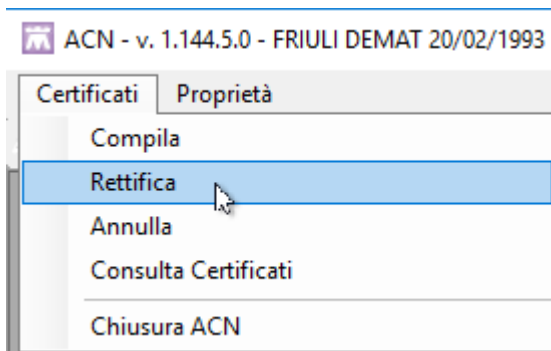 ACN - v. 1.144.5.0 - FRIULI DEMAT 20/02/1993
Certificati Proprietà
Compila
Rettifica
Annulla
Consulta Certificati
Chiusura ACN